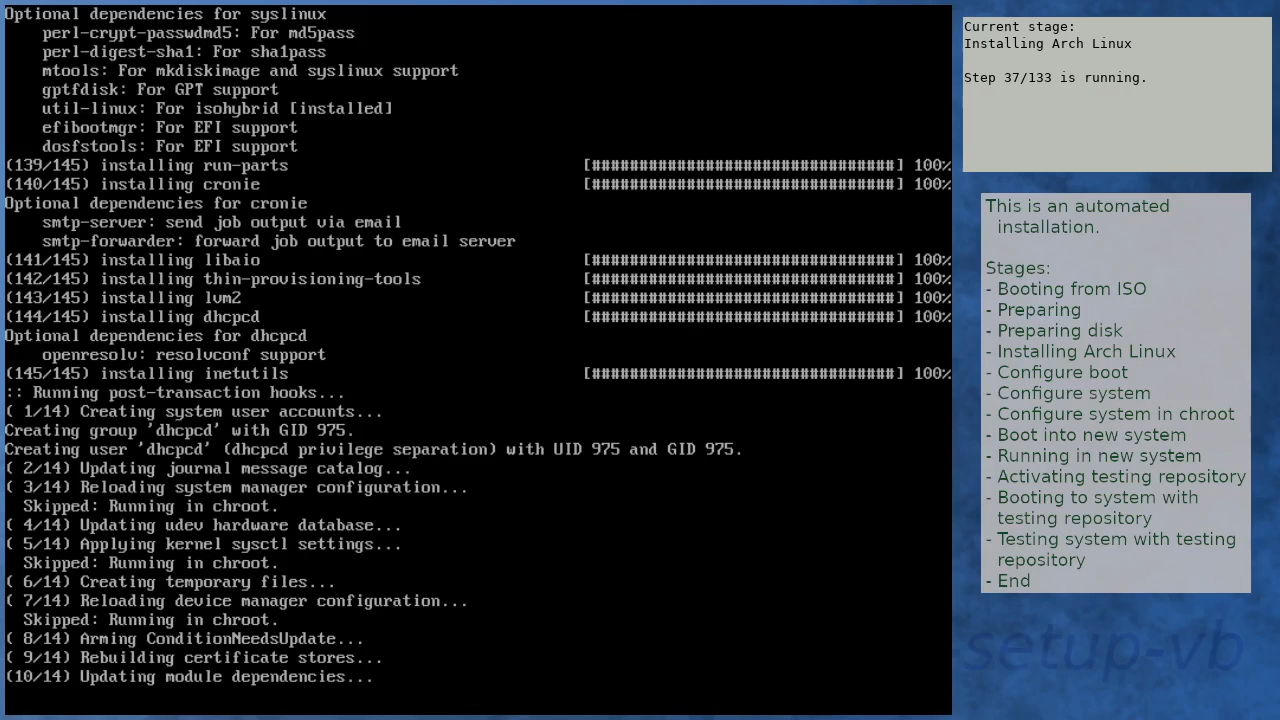 Optional dependencies for syslinux
    perl-crypt-passwdmd5: For md5pass
    perl-digest-sha1: For sha1pass
    mtools: For mkdiskimage and syslinux support
    gptfdisk: For GPT support
    util-linux: For isohybrid [installed]
    efibootmgr: For EFI support
    dosfstools: For EFI support
(139/145) installing run-parts [################################] 100%
(140/145) installing cronie [################################] 100%
Optional dependencies for cronie
    smtp-server: send job output via email
    smtp-forwarder: forward job output to email server
(141/145) installing libaio [################################] 100%
(142/145) installing thin-provisioning-tools [################################] 100%
(143/145) installing lvm2 [################################] 100%
(144/145) installing dhcpcd [################################] 100%
Optional dependencies for dhcpcd
    openresolv: resolvconf support
(145/145) installing inetutils [################################] 100%
:: Running post-transaction hooks...
( 1/14) Creating system user accounts...
Creating group 'dhcpcd' with GID 975.
Creating user 'dhcpcd' (dhcpcd privilege separation) with UID 975 and GID 975.
( 2/14) Updating journal message catalog...
( 3/14) Reloading system manager configuration...
  Skipped: Running in chroot.
( 4/14) Updating udev hardware database...
( 5/14) Applying kernel sysctl settings...
  Skipped: Running in chroot.
( 6/14) Creating temporary files...
( 7/14) Reloading device manager configuration...
  Skipped: Running in chroot.
( 8/14) Arming ConditionNeedsUpdate...
( 9/14) Rebuilding certificate stores...
(10/14) Updating module dependencies...
Current stage:
Installing Arch Linux
Step 37/133 is running.
This is an automated
installation.
Stages:
- Booting from ISO
- Preparing
- Preparing disk
- Installing Arch Linux
- Configure boot
- Configure system
- Configure system in chroot
- Boot into new system
- Running in new system
- Activating testing repository
- Booting to system with
testing repository
- Testing system with testing
repository
- End
setup-vb